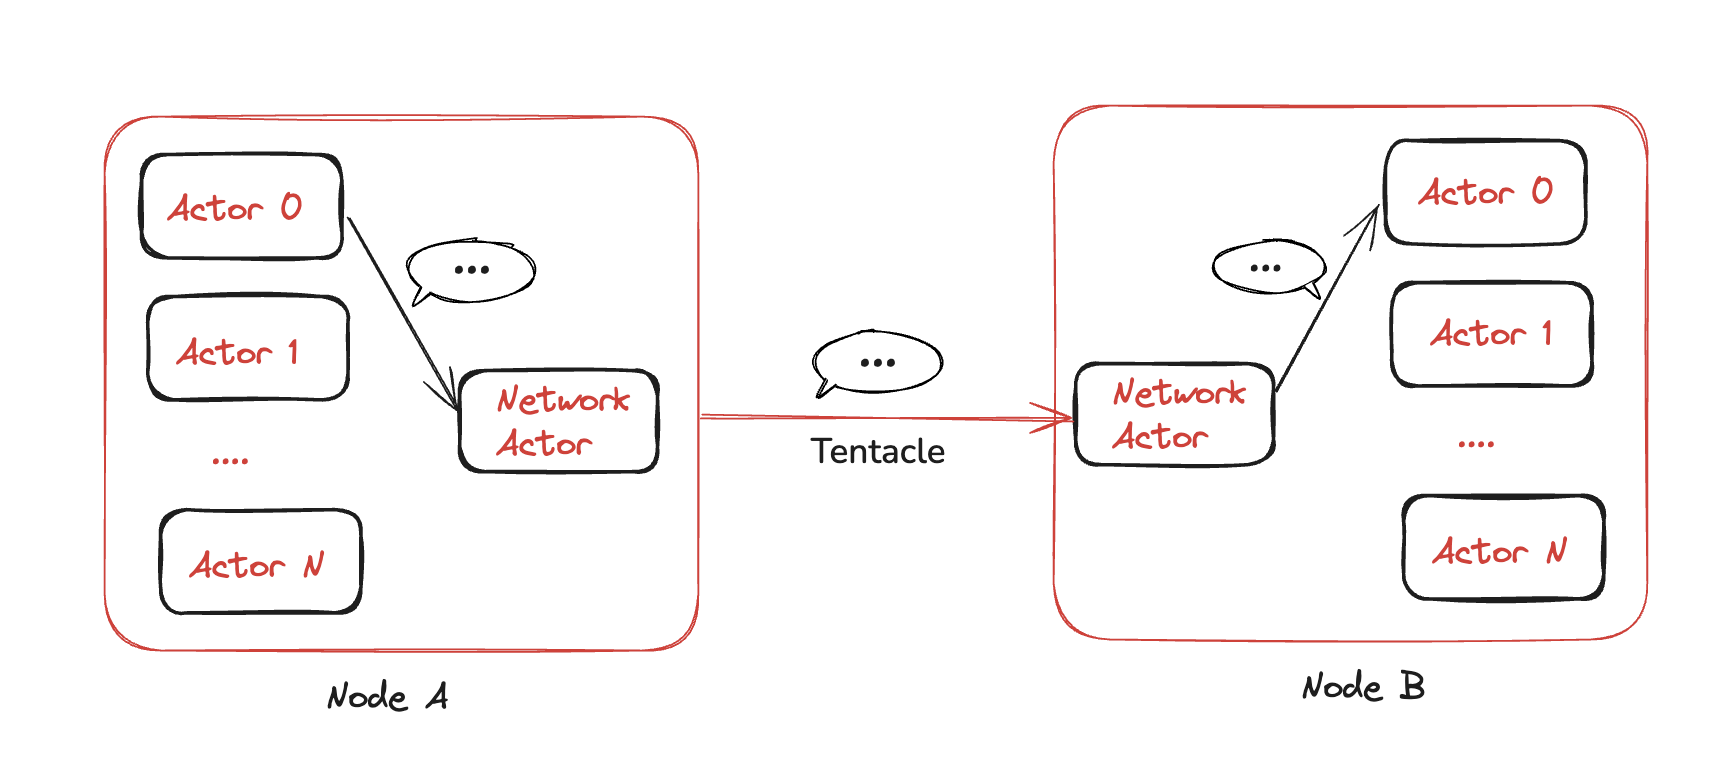 Actor 0
Actor 1
....
Actor N
Network
Actor
Node A
...
...
Tentacle
...
Network
Actor
Actor 0
Actor 1
....
Actor N
Node B